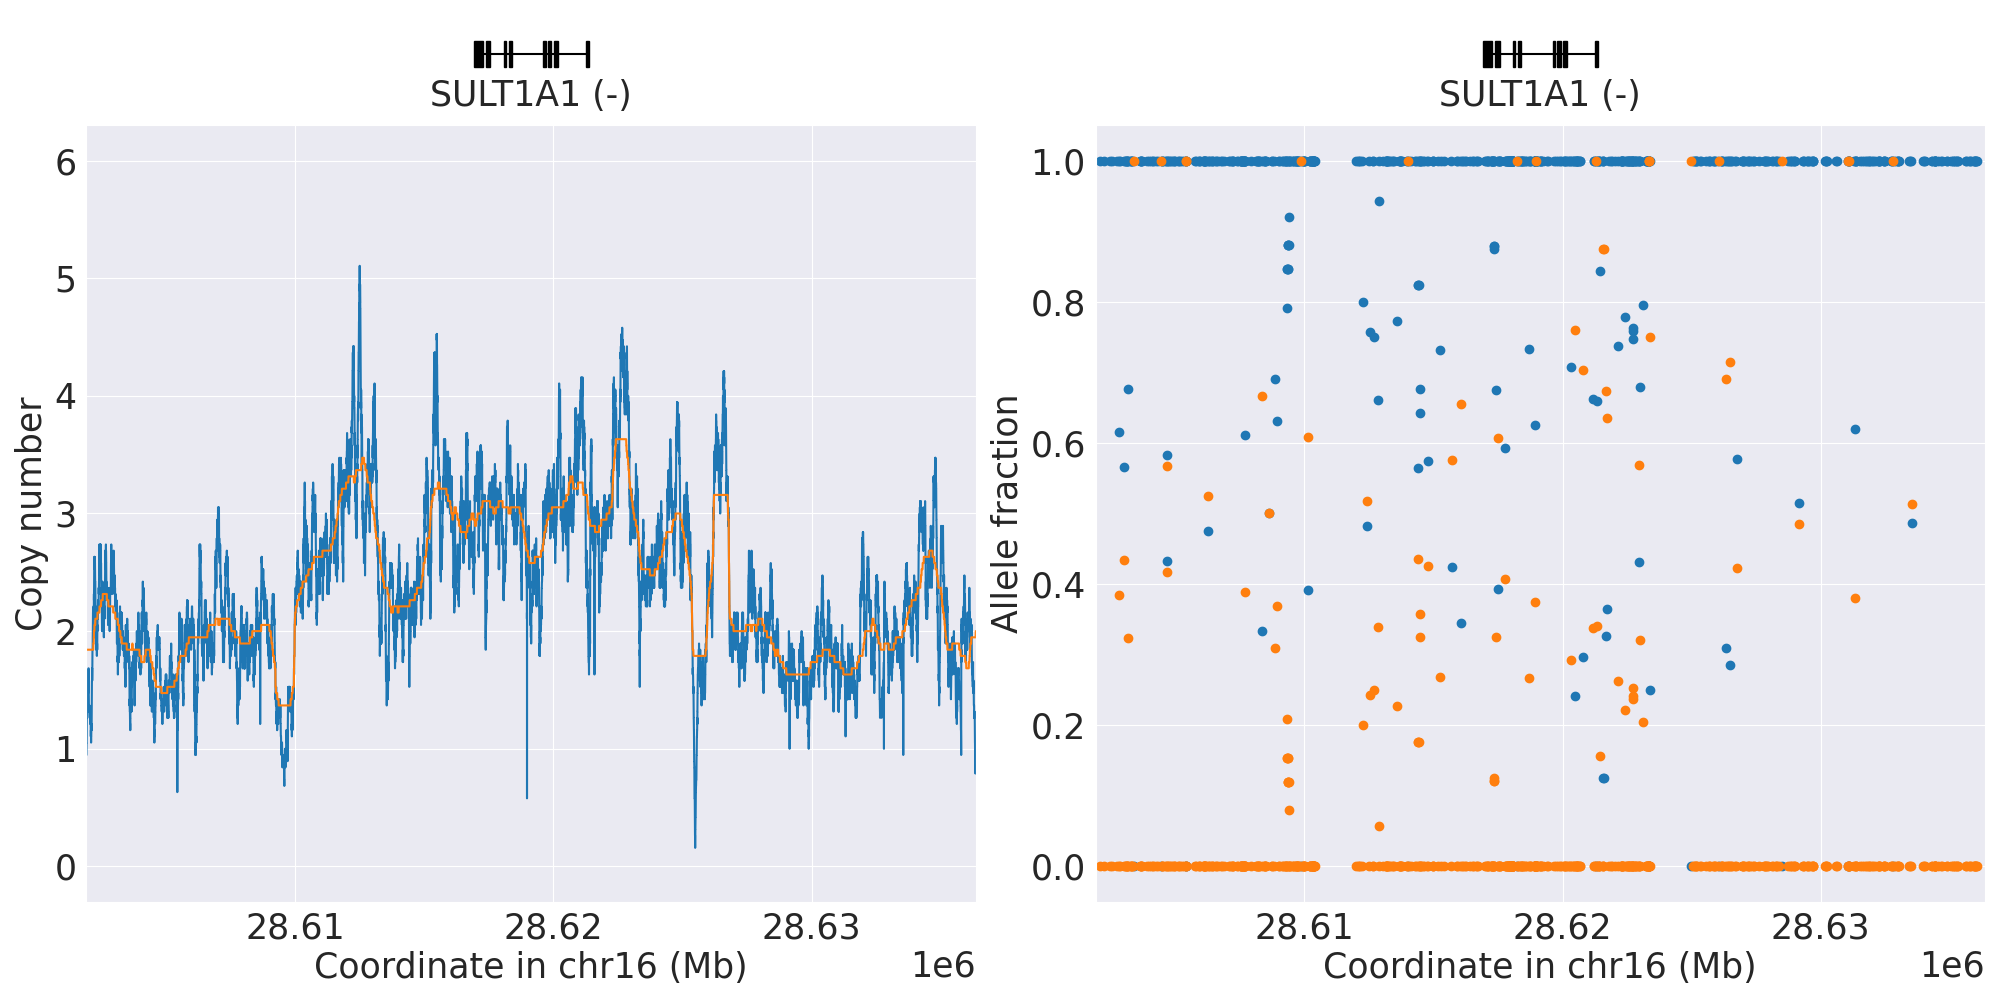 SULT1A1 (-)
6
5
4
3
2
1
0
Copy number
28.61
28.62
28.63
Coordinate in chr16 (Mb)
1e6
SULT1A1 (-)
1.0
0.8
0.6
0.4
0.2
0.0
Allele fraction
28.61
28.62
28.63
Coordinate in chr16 (Mb)
1e6